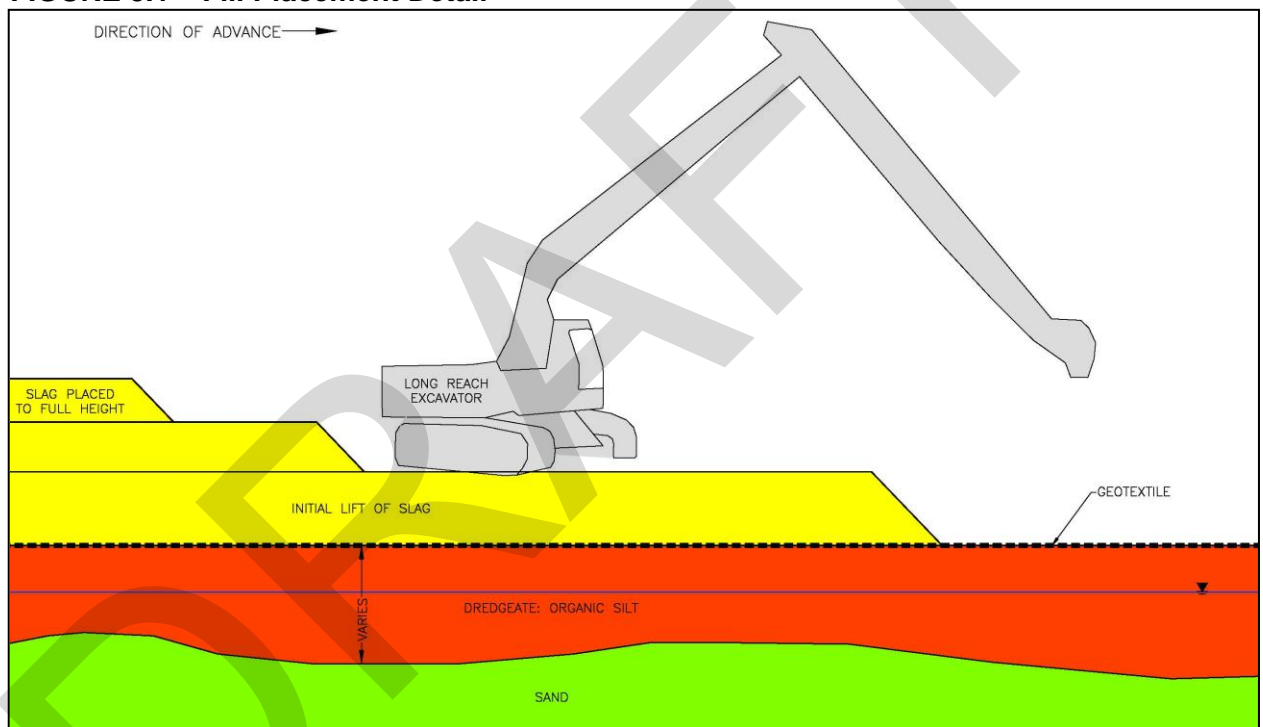 DIRECTION OF ADVANCE
LONG REACH
EXCAVATOR
SLAG PLACED
TO FULL HEIGHT
INITIAL LIFT OF SLAG
GEOTEXTILE
VARIES
DREDGEATE: ORGANIC SILT
SAND
DRAFT